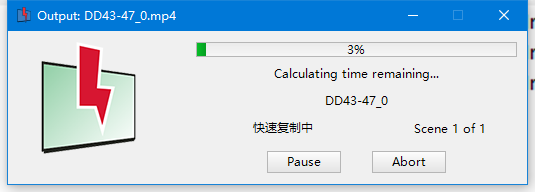 Output: DD43-47_0.mp4
3%
Calculating time remaining...
DD43-47_0
快速复制中
Scene 1 of 1
Pause
Abort